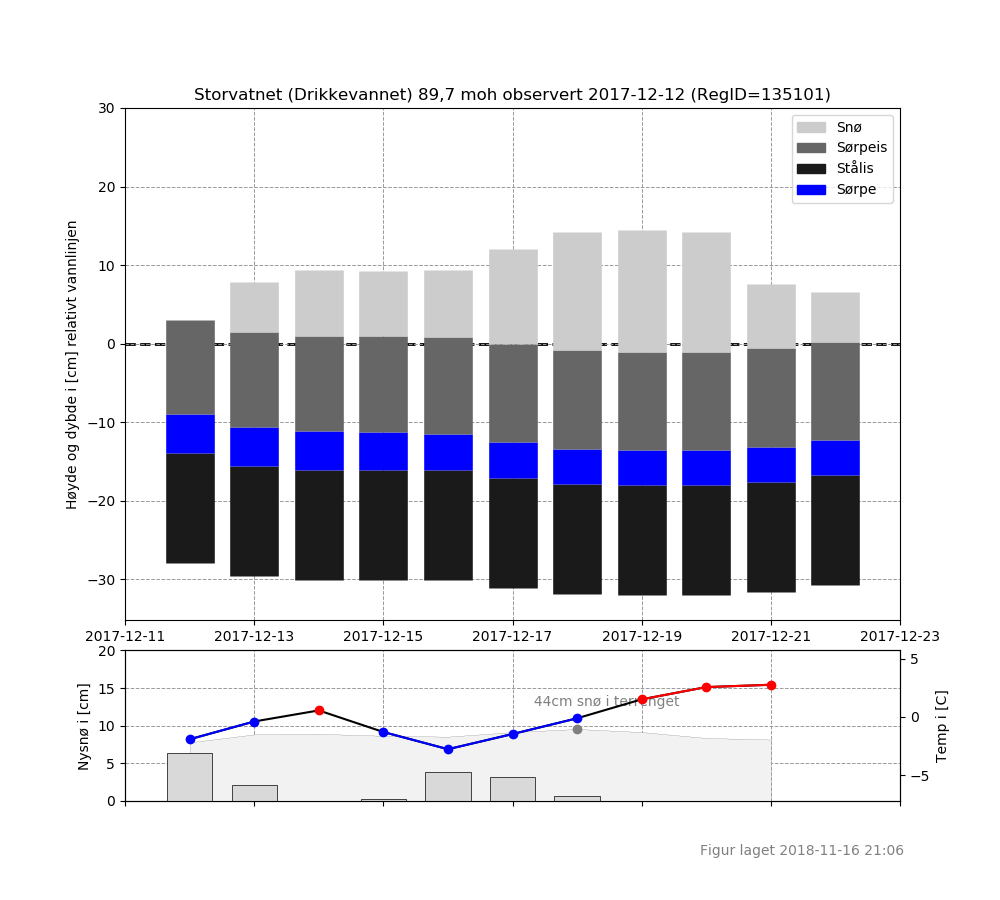 Storvatnet (Drikkevannet) 89,7 moh observert 2017-12-12 (RegID=135101)
30
20
10
0
−10
−20
−30
Høyde og dybde i [cm] relativt vannlinjen
Snø
Sørpeis
Stålis
Sørpe
2017-12-11 2017-12-13 2017-12-15 2017-12-17 2017-12-19 2017-12-21 2017-12-23
20
15
10
5
0
Nysnø i [cm]
44cm snø i terrenget
5
0
−5
Temp i [C]
Figur laget 2018-11-16 21:06